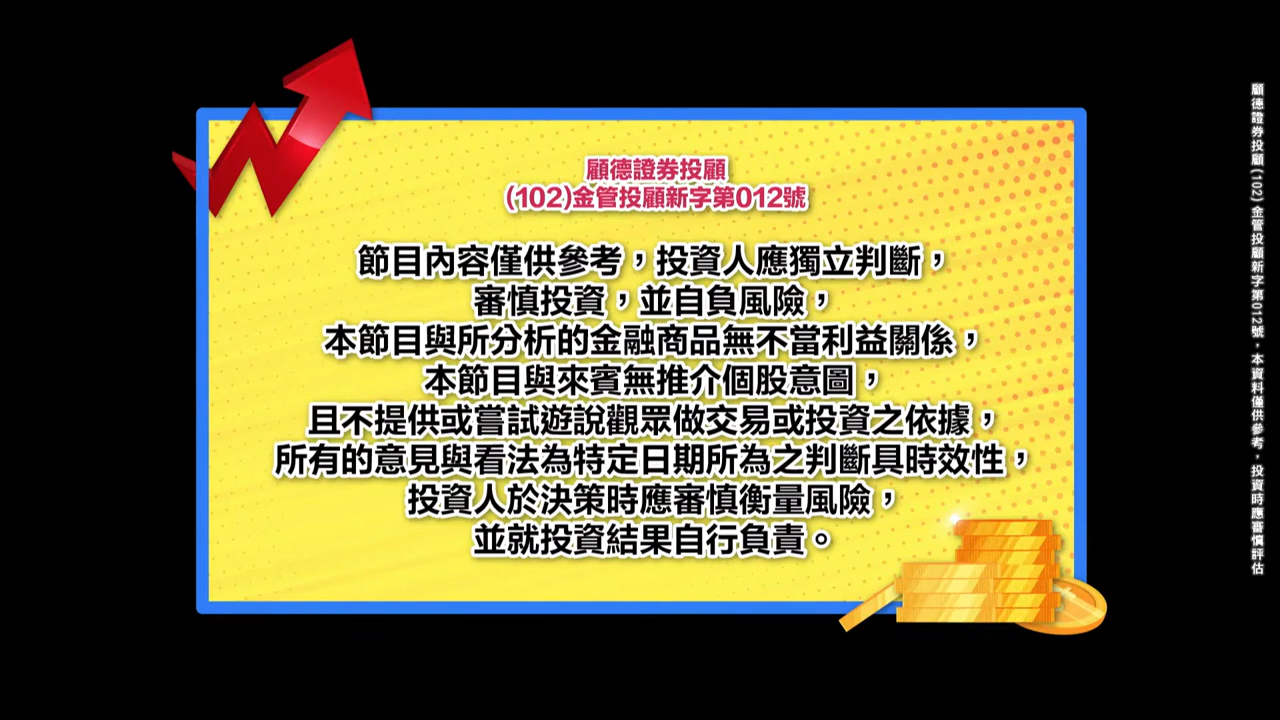 顧德證券投顧
(102)金管投顧新字第012號
節目內容僅供參考，投資人應獨立判斷，
審慎投資，並自負風險，
本節目與所分析的金融商品無不當利益關係，
本節目與來賓無推介個股意圖，
且不提供或嘗試遊說觀眾做交易或投資之依據，
所有的意見與看法為特定日期所為之判斷具時效性，
投資人於決策時應審慎衡量風險，
並就投資結果自行負責。
顧德證券投顧(102)金管投顧新字第012號，本資料僅供參考，投資時應審慎評估